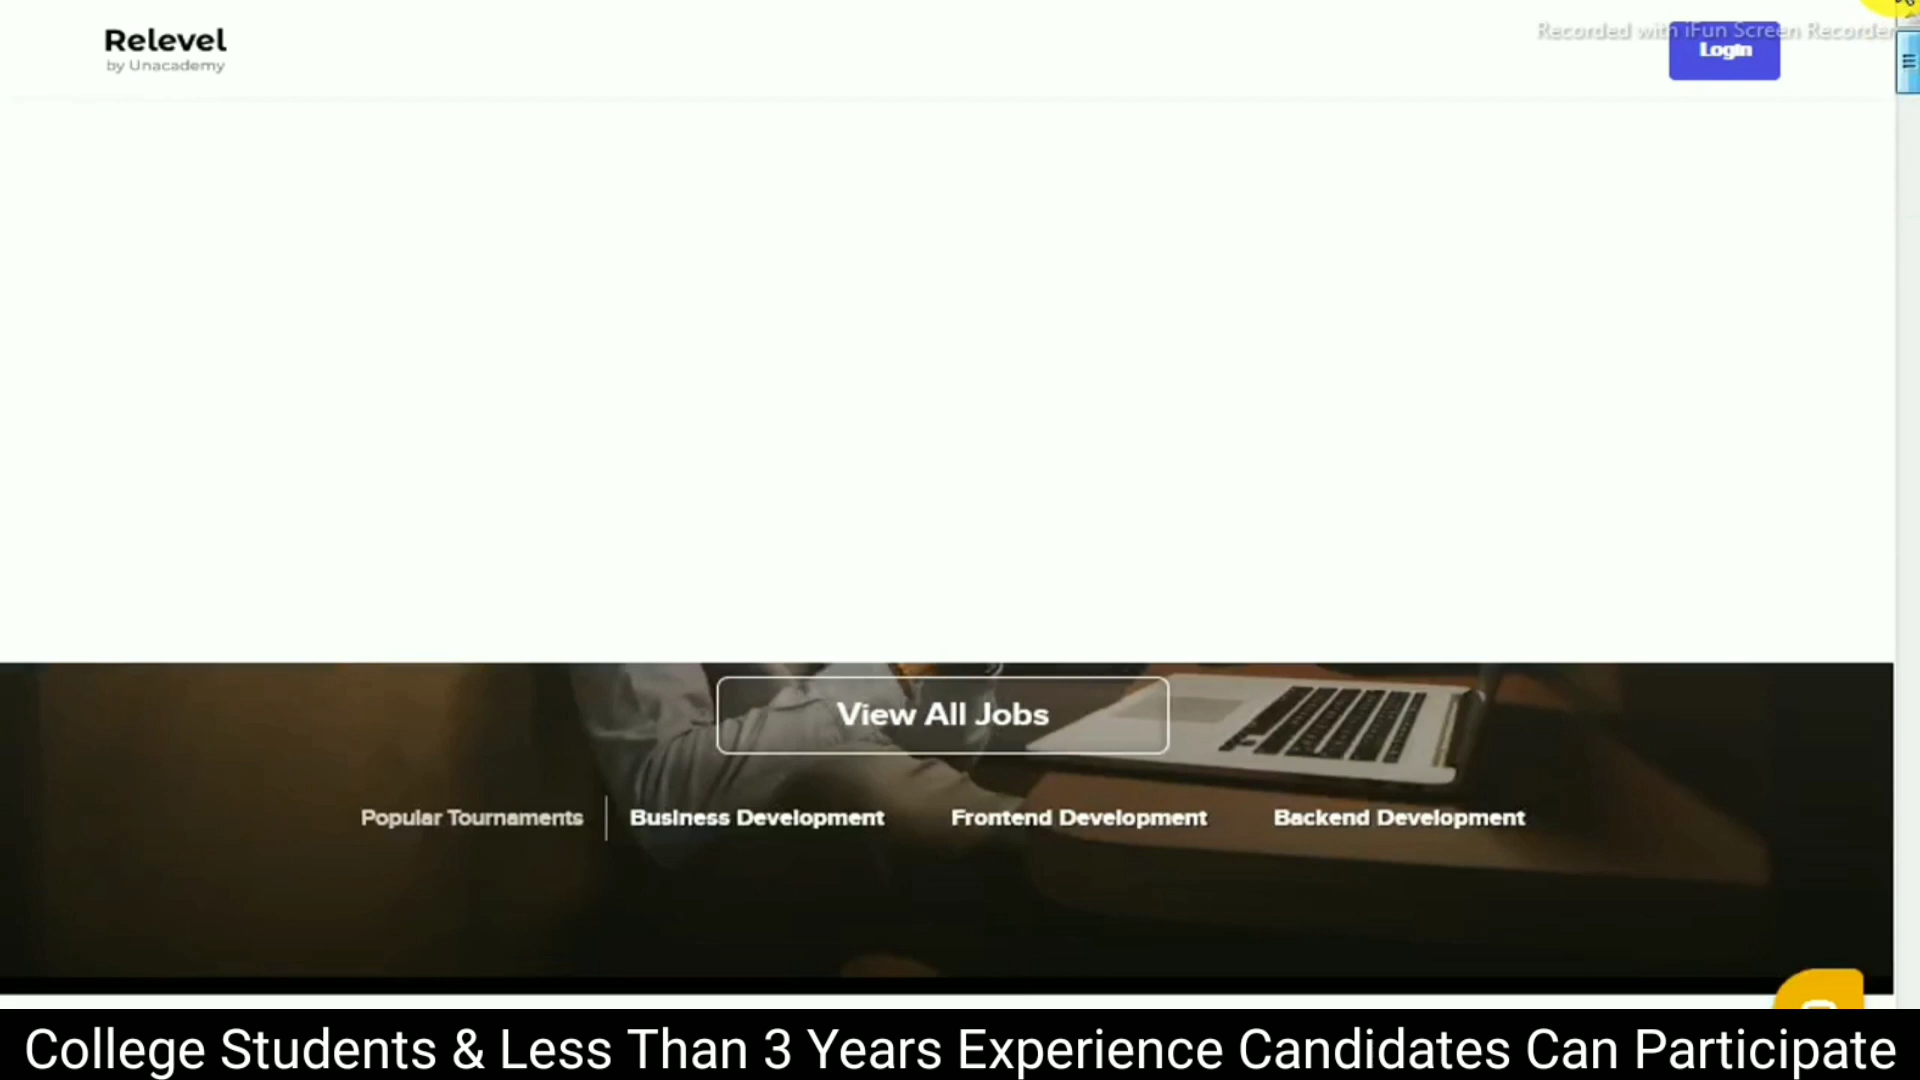 Relevel
by Unacademy
Recorded with iFun Screen Recorder
Login
View All Jobs
Popular Tournaments
Business Development
Frontend Development
Backend Development
College Students & Less Than 3 Years Experience Candidates Can Participate